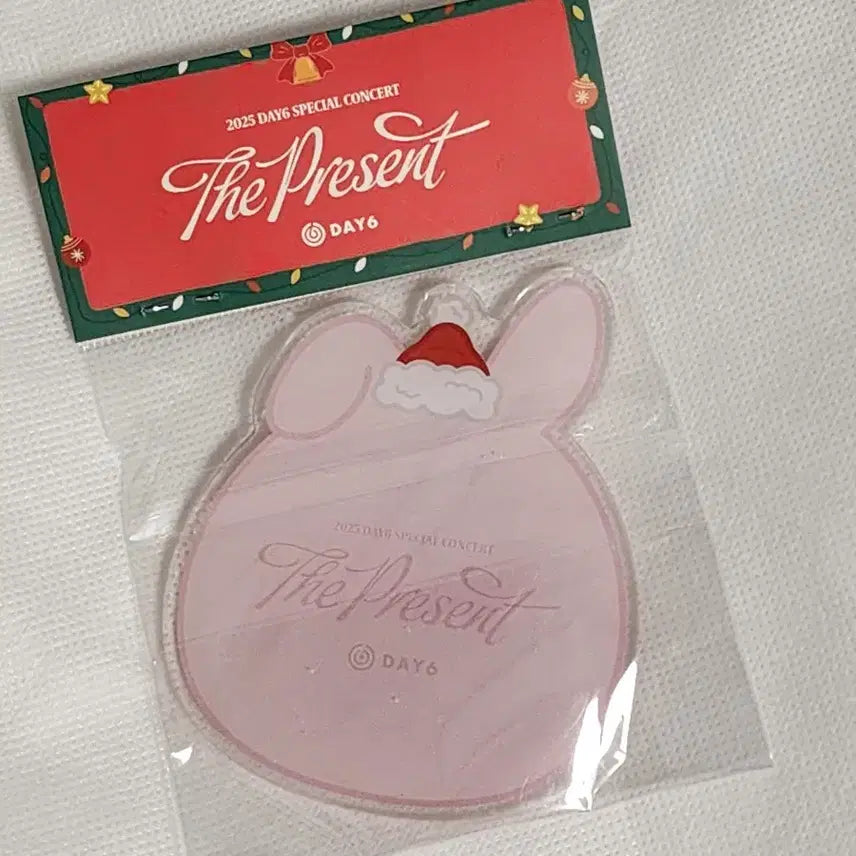 2025 DAY6 SPECIAL CONCERT
The Present
DAY6
2025 DAY6 SPECIAL CONCERT
The Present
DAY6